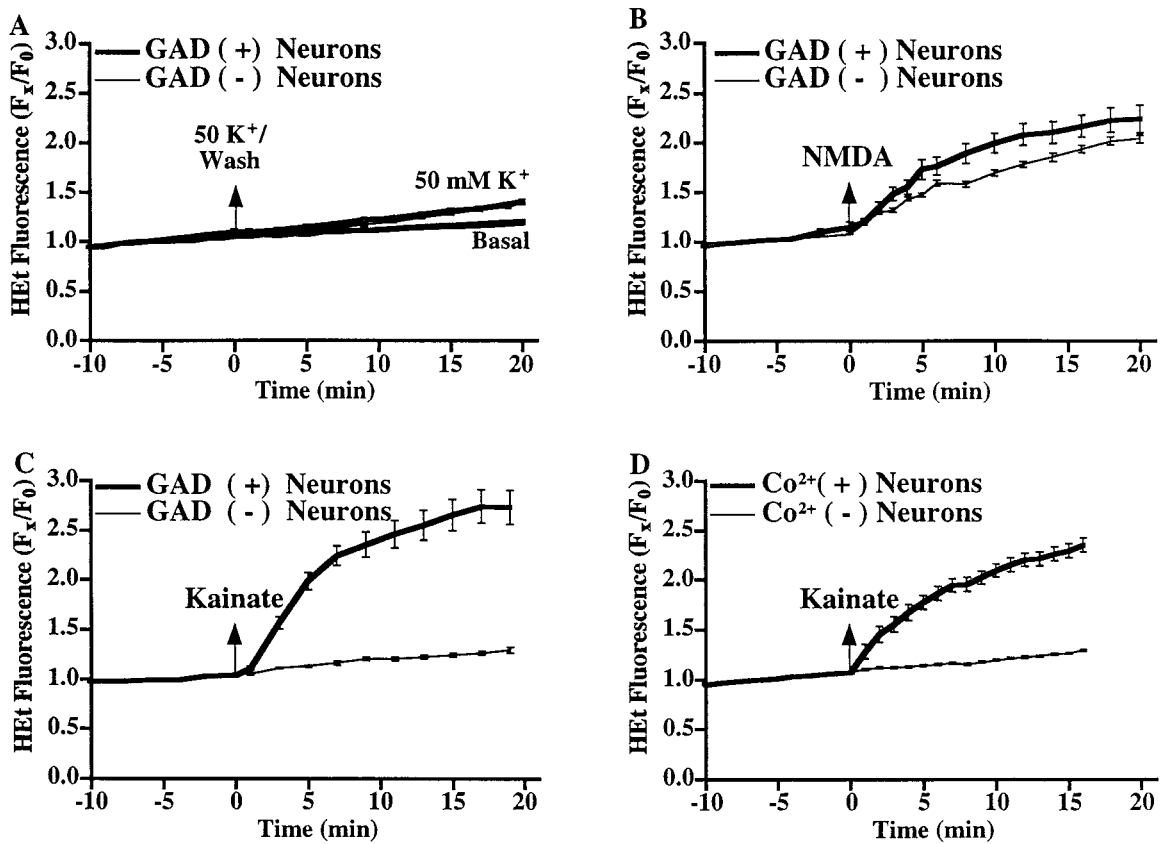 A
HEt Fluorescence (Fx/F0)
3.0
2.5
2.0
1.5
1.0
0.5
0.0
GAD (+) Neurons
GAD (-) Neurons
50 K+/
Wash
50 mM K+
Basal
-10 -5 0 5 10 15 20
Time (min)
B
HEt Fluorescence (Fx/F0)
3.0
2.5
2.0
1.5
1.0
0.5
0.0
GAD (+) Neurons
GAD (-) Neurons
NMDA
-10 -5 0 5 10 15 20
Time (min)
C
HEt Fluorescence (Fx/F0)
3.0
2.5
2.0
1.5
1.0
0.5
0.0
GAD (+) Neurons
GAD (-) Neurons
Kainate
-10 -5 0 5 10 15 20
Time (min)
D
HEt Fluorescence (Fx/F0)
3.0
2.5
2.0
1.5
1.0
0.5
0.0
Co2+(+) Neurons
Co2+ (-) Neurons
Kainate
-10 -5 0 5 10 15 20
Time (min)